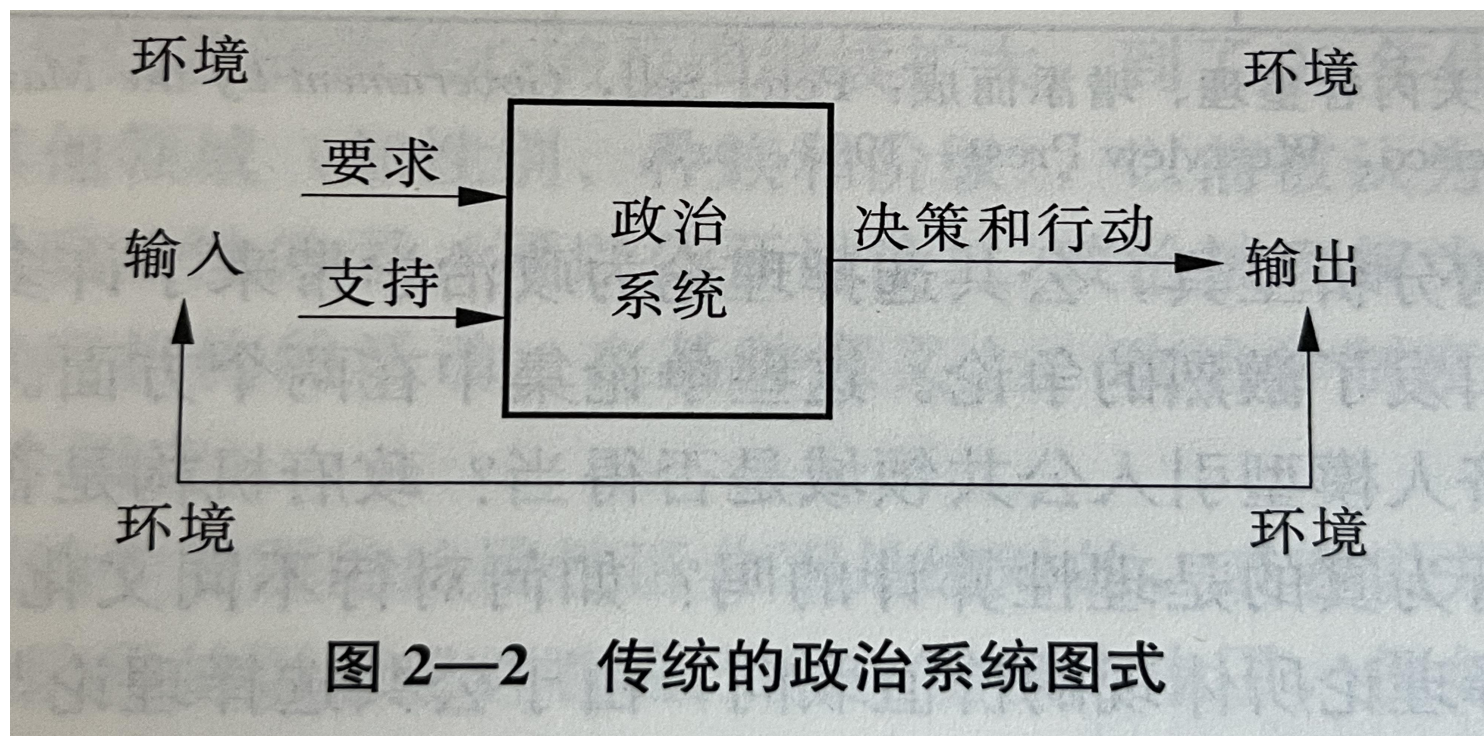 环境 环境
要求
政治
决策和行动
输入
输出
支持
系统
环境 环境
图 2—2 传统的政治系统图式